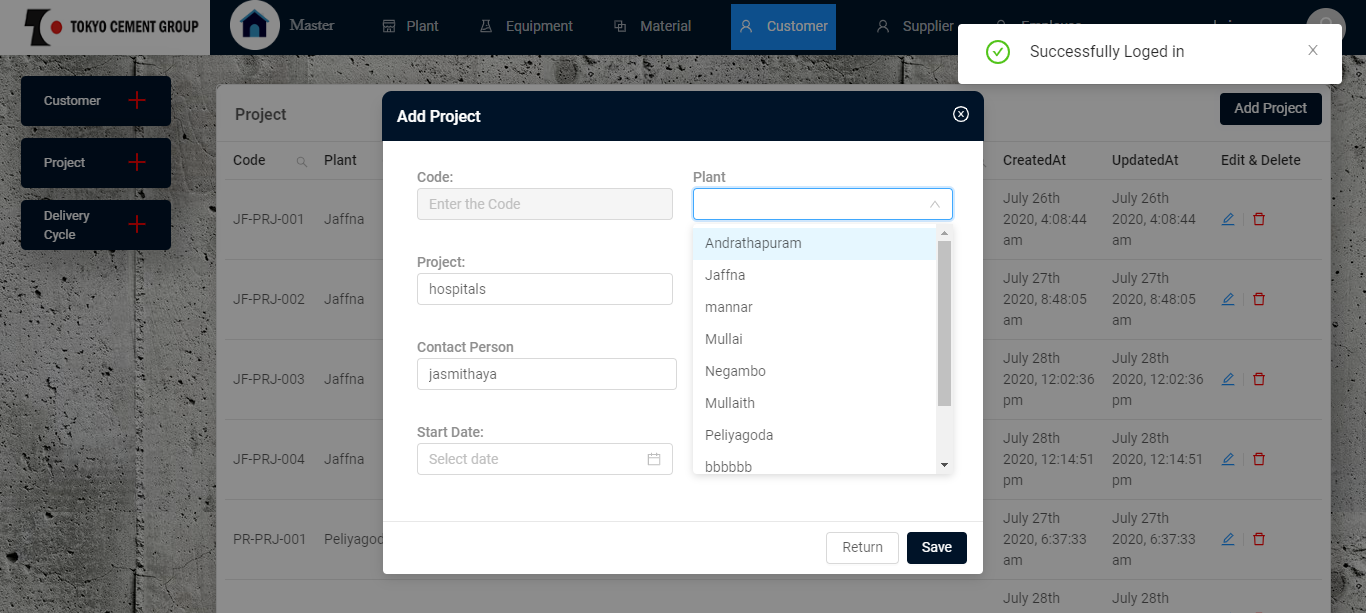 TOKYO CEMENT GROUP
Master
Plant
Equipment
Material
Customer
Supplier
Successfully Loged in
Customer
Project
Delivery
Cycle
Project
Add Project
Code
Plant
CreatedAt
UpdatedAt
Edit & Delete
JF-PRJ-001
Jaffna
July 26th
2020, 4:08:44
am
July 26th
2020, 4:08:44
am
JF-PRJ-002
Jaffna
July 27th
2020, 8:48:05
am
July 27th
2020, 8:48:05
am
JF-PRJ-003
Jaffna
July 28th
2020, 12:02:36
pm
July 28th
2020, 12:02:36
pm
JF-PRJ-004
Jaffna
July 28th
2020, 12:14:51
pm
July 28th
2020, 12:14:51
pm
PR-PRJ-001
Peliyagod
July 27th
2020, 6:37:33
am
July 27th
2020, 6:37:33
am
July 28th
July 28th
Add Project
Code:
Enter the Code
Plant
Andrathapuram
Jaffna
mannar
Mullai
Negambo
Mullaith
Peliyagoda
bbbbbb
Project:
hospitals
Contact Person
jasmithaya
Start Date:
Select date
Return
Save